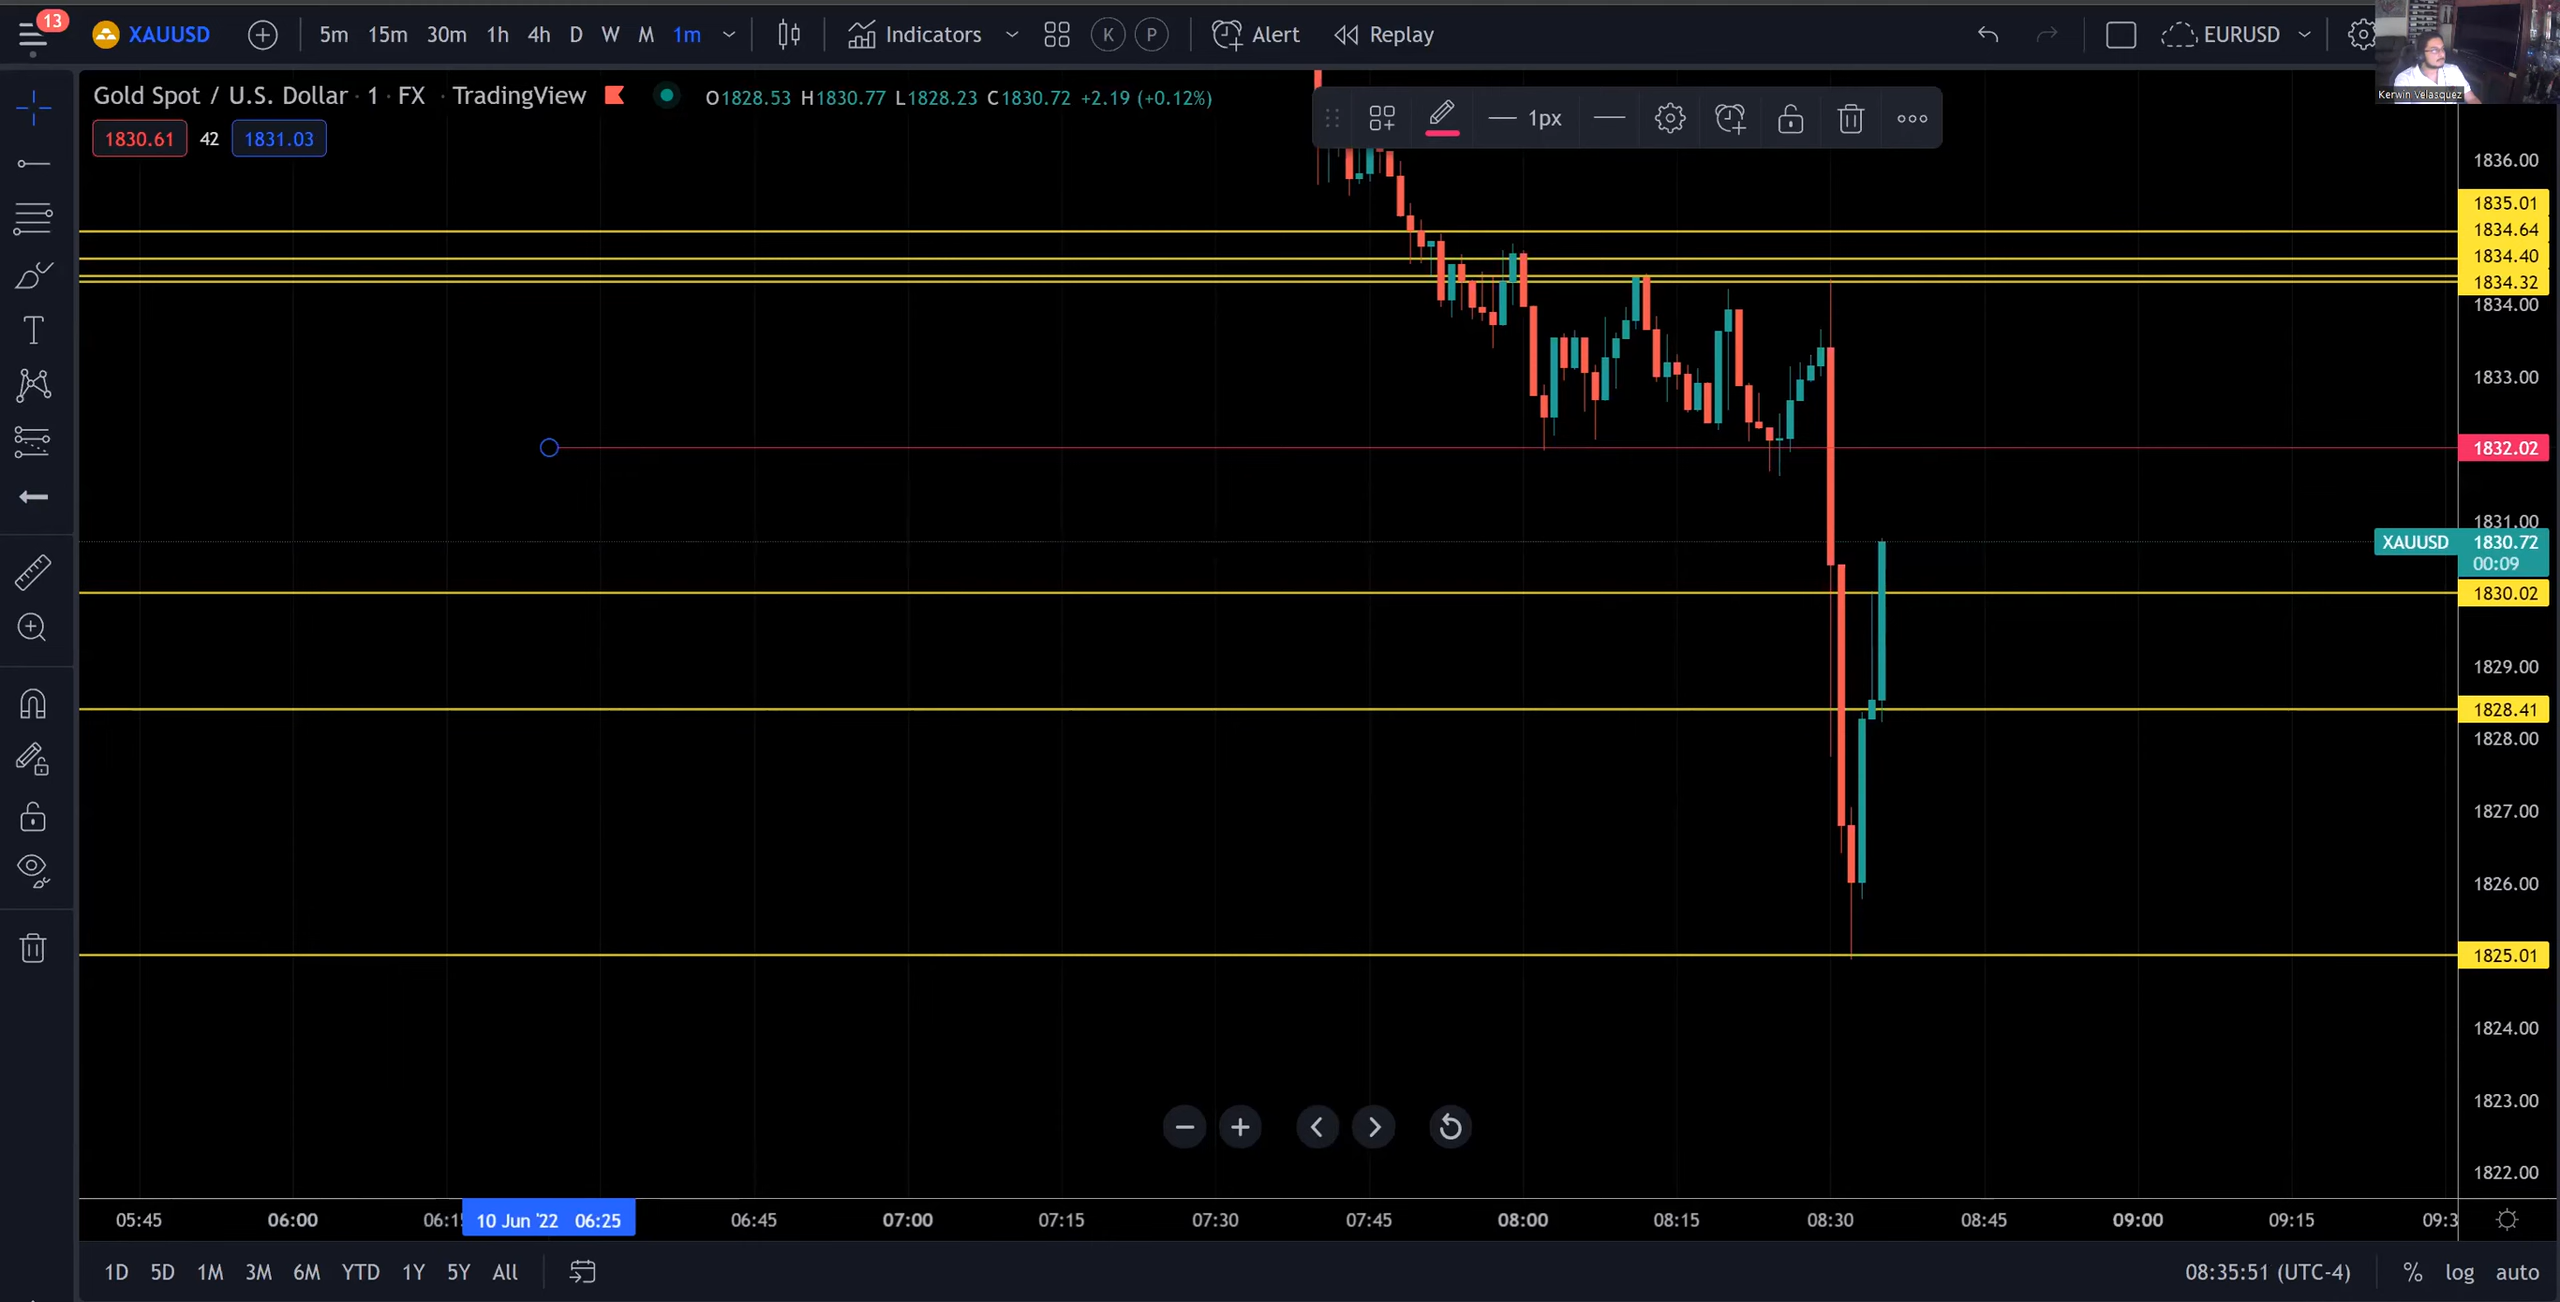 13
XAUUSD 5m 15m 30m 1h 4h D W M 1m Indicators K P Alert Replay EURUSD
Kerwin Velasquez
Gold Spot / U.S. Dollar · 1 · FX · TradingView O1828.53 H1830.77 L1828.23 C1830.72 +2.19 (+0.12%)
1830.61 42 1831.03
1px
1836.00
1835.01
1834.64
1834.40
1834.32
1834.00
1833.00
1832.02
1831.00
XAUUSD 1830.72
00:09
1830.02
1829.00
1828.41
1828.00
1827.00
1826.00
1825.01
1824.00
1823.00
1822.00
05:45 06:00 06:1 10 Jun '22 06:25 06:45 07:00 07:15 07:30 07:45 08:00 08:15 08:30 08:45 09:00 09:15 09:3
1D 5D 1M 3M 6M YTD 1Y 5Y All 08:35:51 (UTC-4) % log auto